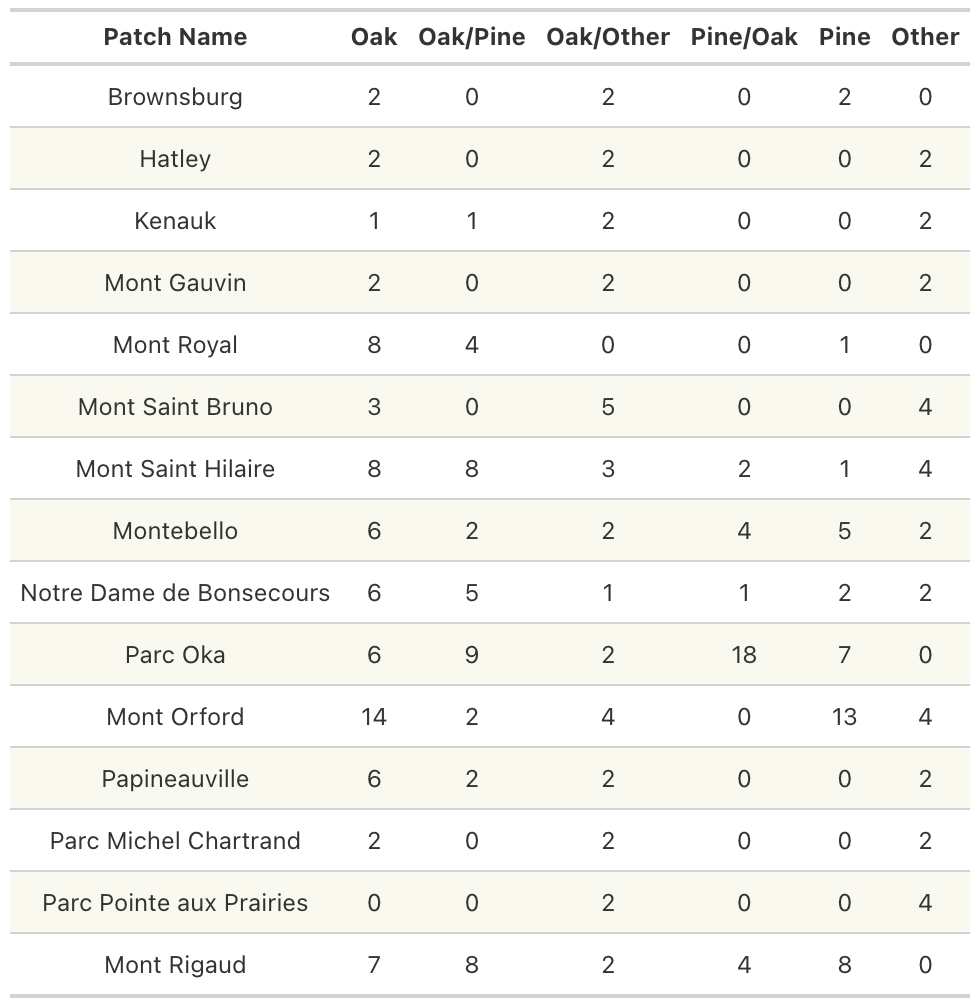 Patch Name Oak Oak/Pine Oak/Other Pine/Oak Pine Other
Brownsburg 2 0 2 0 2 0
Hatley 2 0 2 0 0 2
Kenauk 1 1 2 0 0 2
Mont Gauvin 2 0 2 0 0 2
Mont Royal 8 4 0 0 1 0
Mont Saint Bruno 3 0 5 0 0 4
Mont Saint Hilaire 8 8 3 2 1 4
Montebello 6 2 2 4 5 2
Notre Dame de Bonsecours 6 5 1 1 2 2
Parc Oka 6 9 2 18 7 0
Mont Orford 14 2 4 0 13 4
Papineauville 6 2 2 0 0 2
Parc Michel Chartrand 2 0 2 0 0 2
Parc Pointe aux Prairies 0 0 2 0 0 4
Mont Rigaud 7 8 2 4 8 0